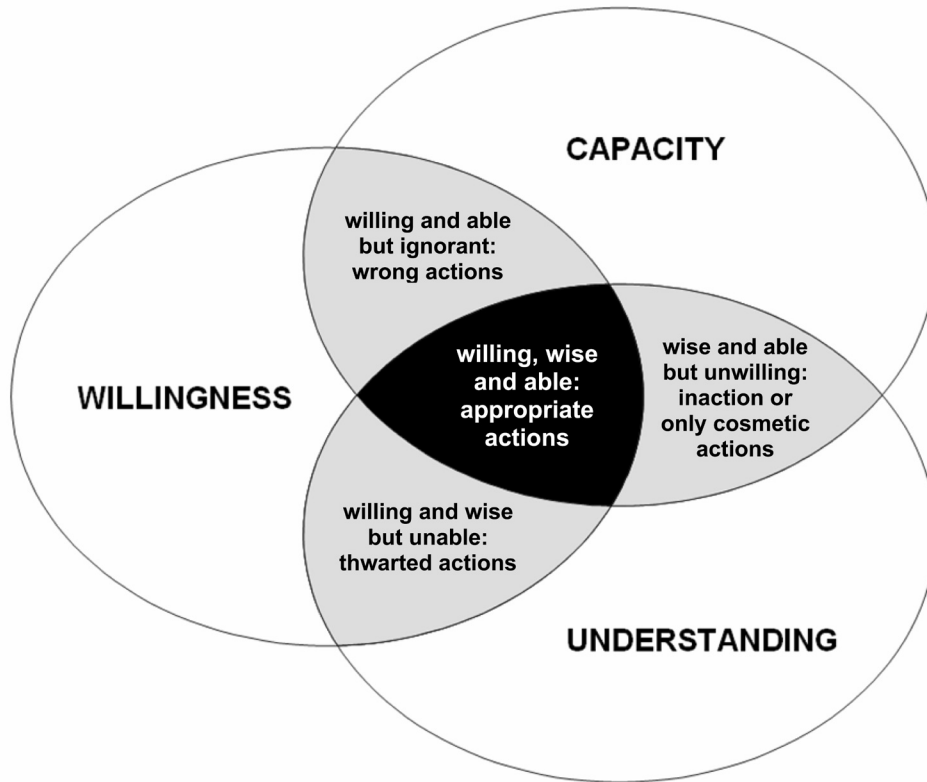 CAPACITY
willing and able
but ignorant:
wrong actions
willing, wise
and able:
appropriate
actions
wise and able
but unwilling:
inaction or
only cosmetic
actions
WILLINGNESS
willing and wise
but unable:
thwarted actions
UNDERSTANDING